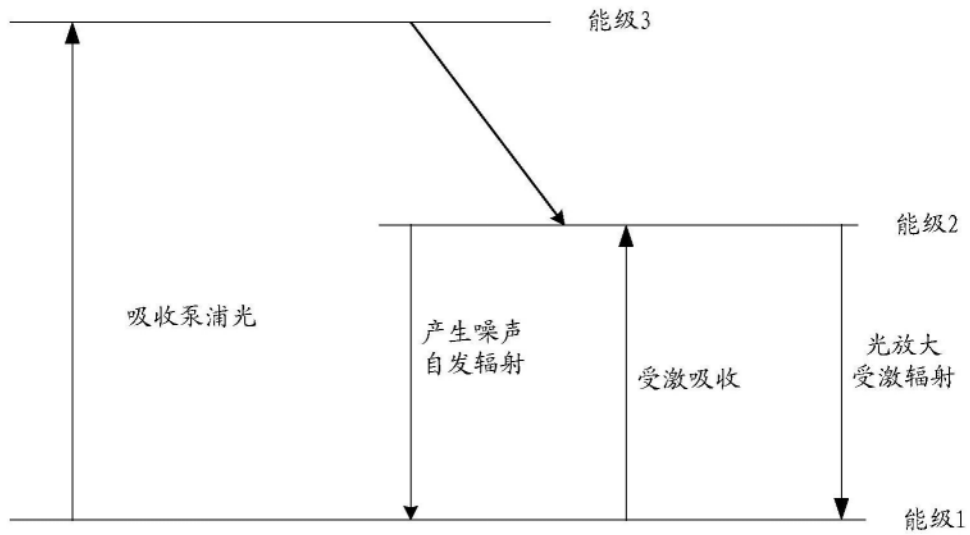 能级3
能级2
吸收泵浦光
产生噪声
自发辐射
受激吸收
光放大
受激辐射
能级1